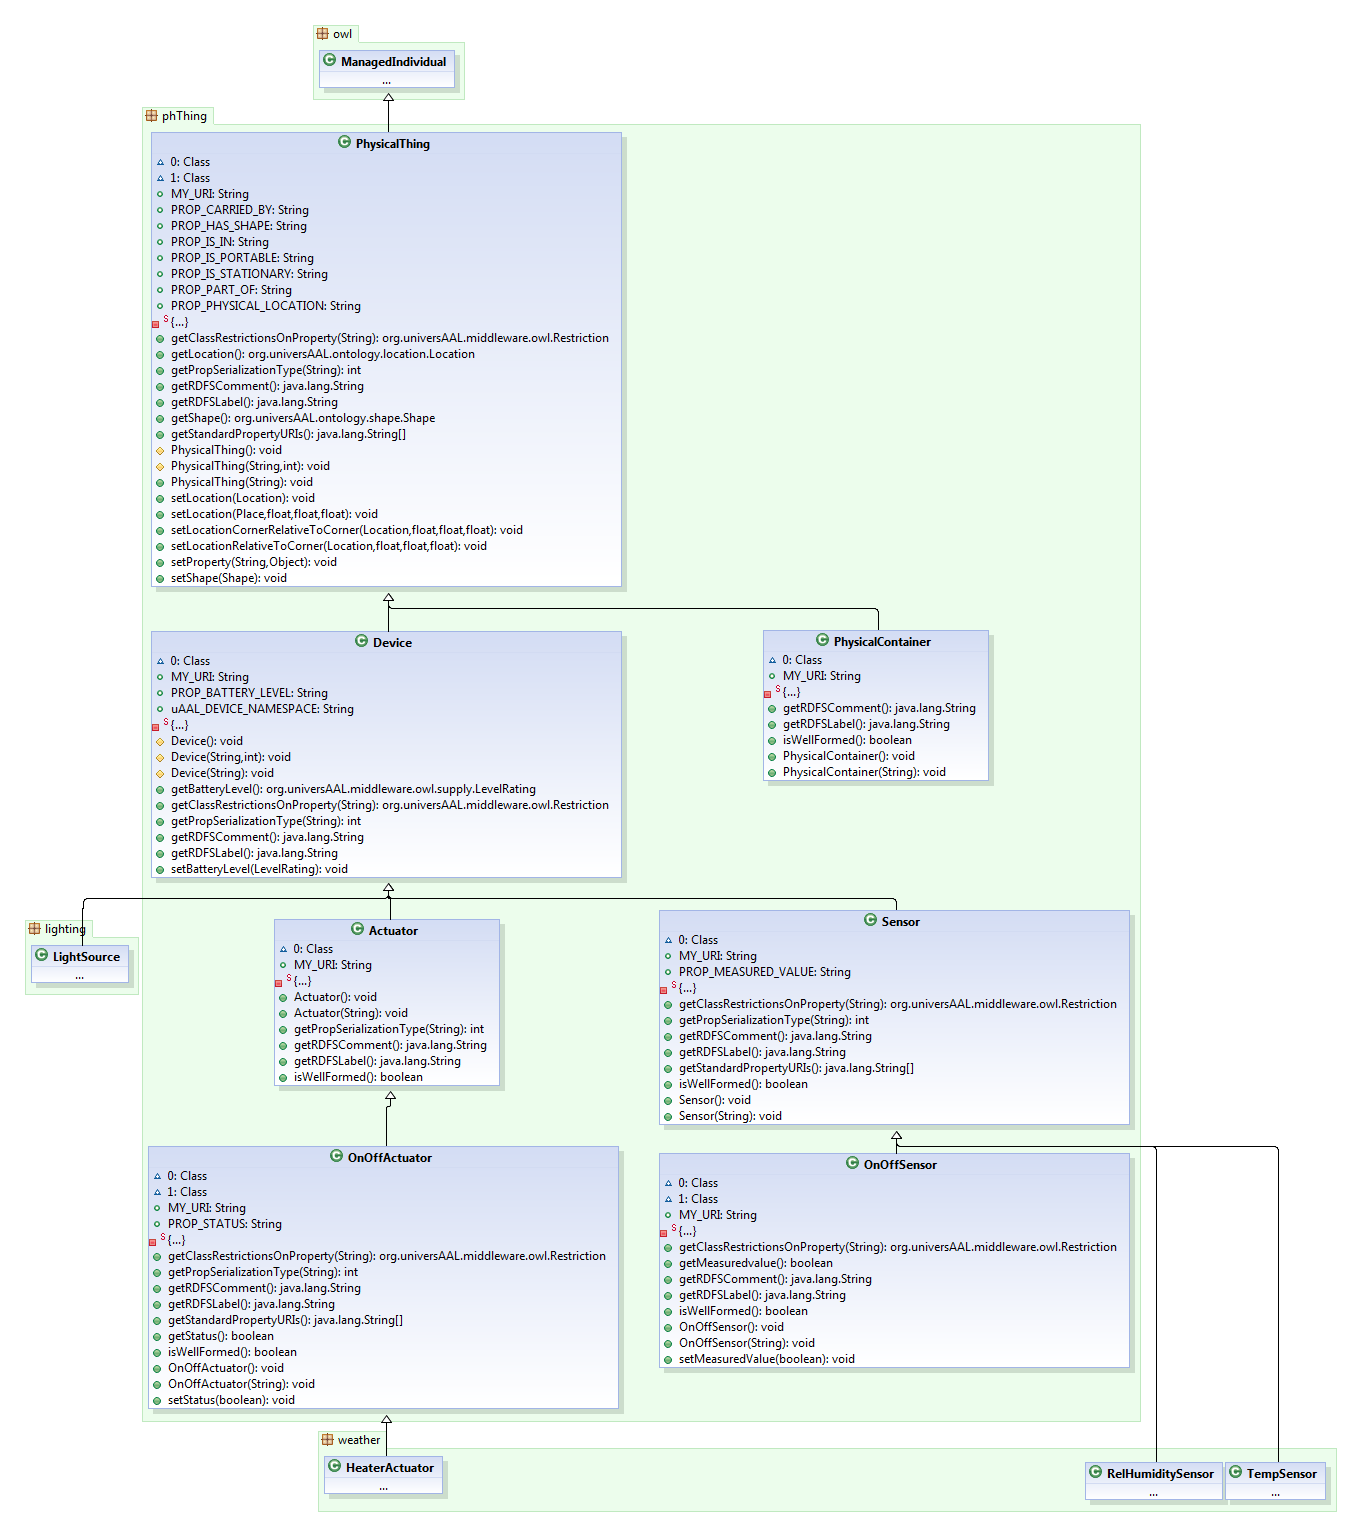 owl
ManagedIndividual
...
phThing
PhysicalThing
0: Class
1: Class
MY_URI: String
PROP_CARRIED_BY: String
PROP_HAS_SHAPE: String
PROP_IS_IN: String
PROP_IS_PORTABLE: String
PROP_IS_STATIONARY: String
PROP_PART_OF: String
PROP_PHYSICAL_LOCATION: String
S {...}
getClassRestrictionsOnProperty(String): org.universAAL.middleware.owl.Restriction
getLocation(): org.universAAL.ontology.location.Location
getPropSerializationType(String): int
getRDFSComment(): java.lang.String
getRDFSLabel(): java.lang.String
getShape(): org.universAAL.ontology.shape.Shape
getStandardPropertyURIs(): java.lang.String[]
PhysicalThing(): void
PhysicalThing(String,int): void
PhysicalThing(String): void
setLocation(Location): void
setLocation(Place,float,float,float): void
setLocationCornerRelativeToCorner(Location,float,float,float): void
setLocationRelativeToCorner(Location,float,float,float): void
setProperty(String,Object): void
setShape(Shape): void
Device
0: Class
MY_URI: String
PROP_BATTERY_LEVEL: String
uAAL_DEVICE_NAMESPACE: String
S {...}
Device(): void
Device(String,int): void
Device(String): void
getBatteryLevel(): org.universAAL.middleware.owl.supply.LevelRating
getClassRestrictionsOnProperty(String): org.universAAL.middleware.owl.Restriction
getPropSerializationType(String): int
getRDFSComment(): java.lang.String
getRDFSLabel(): java.lang.String
setBatteryLevel(LevelRating): void
PhysicalContainer
0: Class
MY_URI: String
S {...}
getRDFSComment(): java.lang.String
getRDFSLabel(): java.lang.String
isWellFormed(): boolean
PhysicalContainer(): void
PhysicalContainer(String): void
lighting
LightSource
...
Actuator
0: Class
MY_URI: String
S {...}
Actuator(): void
Actuator(String): void
getPropSerializationType(String): int
getRDFSComment(): java.lang.String
getRDFSLabel(): java.lang.String
isWellFormed(): boolean
Sensor
0: Class
MY_URI: String
PROP_MEASURED_VALUE: String
S {...}
getClassRestrictionsOnProperty(String): org.universAAL.middleware.owl.Restriction
getPropSerializationType(String): int
getRDFSComment(): java.lang.String
getRDFSLabel(): java.lang.String
getStandardPropertyURIs(): java.lang.String[]
isWellFormed(): boolean
Sensor(): void
Sensor(String): void
OnOffActuator
0: Class
1: Class
MY_URI: String
PROP_STATUS: String
S {...}
getClassRestrictionsOnProperty(String): org.universAAL.middleware.owl.Restriction
getPropSerializationType(String): int
getRDFSComment(): java.lang.String
getRDFSLabel(): java.lang.String
getStandardPropertyURIs(): java.lang.String[]
getStatus(): boolean
isWellFormed(): boolean
OnOffActuator(): void
OnOffActuator(String): void
setStatus(boolean): void
OnOffSensor
0: Class
1: Class
MY_URI: String
S {...}
getClassRestrictionsOnProperty(String): org.universAAL.middleware.owl.Restriction
getMeasuredvalue(): boolean
getRDFSComment(): java.lang.String
getRDFSLabel(): java.lang.String
isWellFormed(): boolean
OnOffSensor(): void
OnOffSensor(String): void
setMeasuredValue(boolean): void
weather
HeaterActuator
...
RelHumiditySensor
...
TempSensor
...